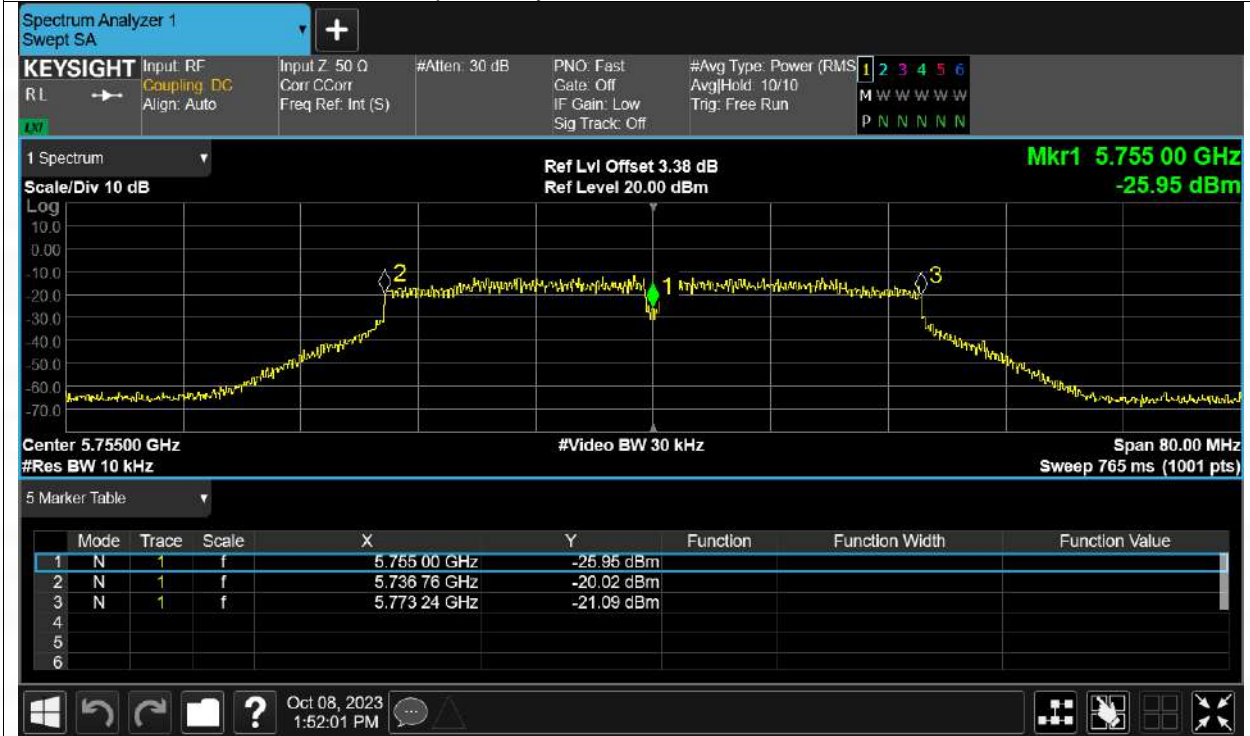 Spectrum Analyzer 1
Swept SA
+
KEYSIGHT Input: RF Input Z: 50 Ω #Atten: 30 dB PNO: Fast #Avg Type: Power (RMS 1 2 3 4 5 6
RL Coupling: DC Corr CCorr Gate: Off Avg|Hold: 10/10 M W W W W W
Align: Auto Freq Ref: Int (S) IF Gain: Low Trig: Free Run
LXI Sig Track: Off P N N N N N
1 Spectrum Ref Lvl Offset 3.38 dB Mkr1 5.755 00 GHz
Scale/Div 10 dB Ref Level 20.00 dBm -25.95 dBm
Log
10.0
0.00
-10.0
2
3
1
-20.0
-30.0
-40.0
-50.0
-60.0
-70.0
Center 5.75500 GHz #Video BW 30 kHz Span 80.00 MHz
#Res BW 10 kHz Sweep 765 ms (1001 pts)
5 Marker Table
Mode Trace Scale X Y Function Function Width Function Value
1 N 1 f 5.755 00 GHz -25.95 dBm
2 N 1 f 5.736 76 GHz -20.02 dBm
3 N 1 f 5.773 24 GHz -21.09 dBm
4
5
6
? Oct 08, 2023
1:52:01 PM